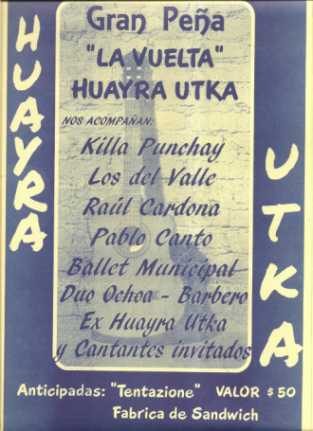 HUAYRA
UTKA
Gran Peña
"LA VUELTA"
HUAYRA UTKA
NOS ACOMPAÑAN:
Killa Punchay
Los del Valle
Raúl Cardona
Pablo Canto
Ballet Municipal
Duo Ochoa - Barbero
Ex Huayra Utka
y Cantantes invitados
Anticipadas: "Tentazione" VALOR $ 50
Fabrica de Sandwich